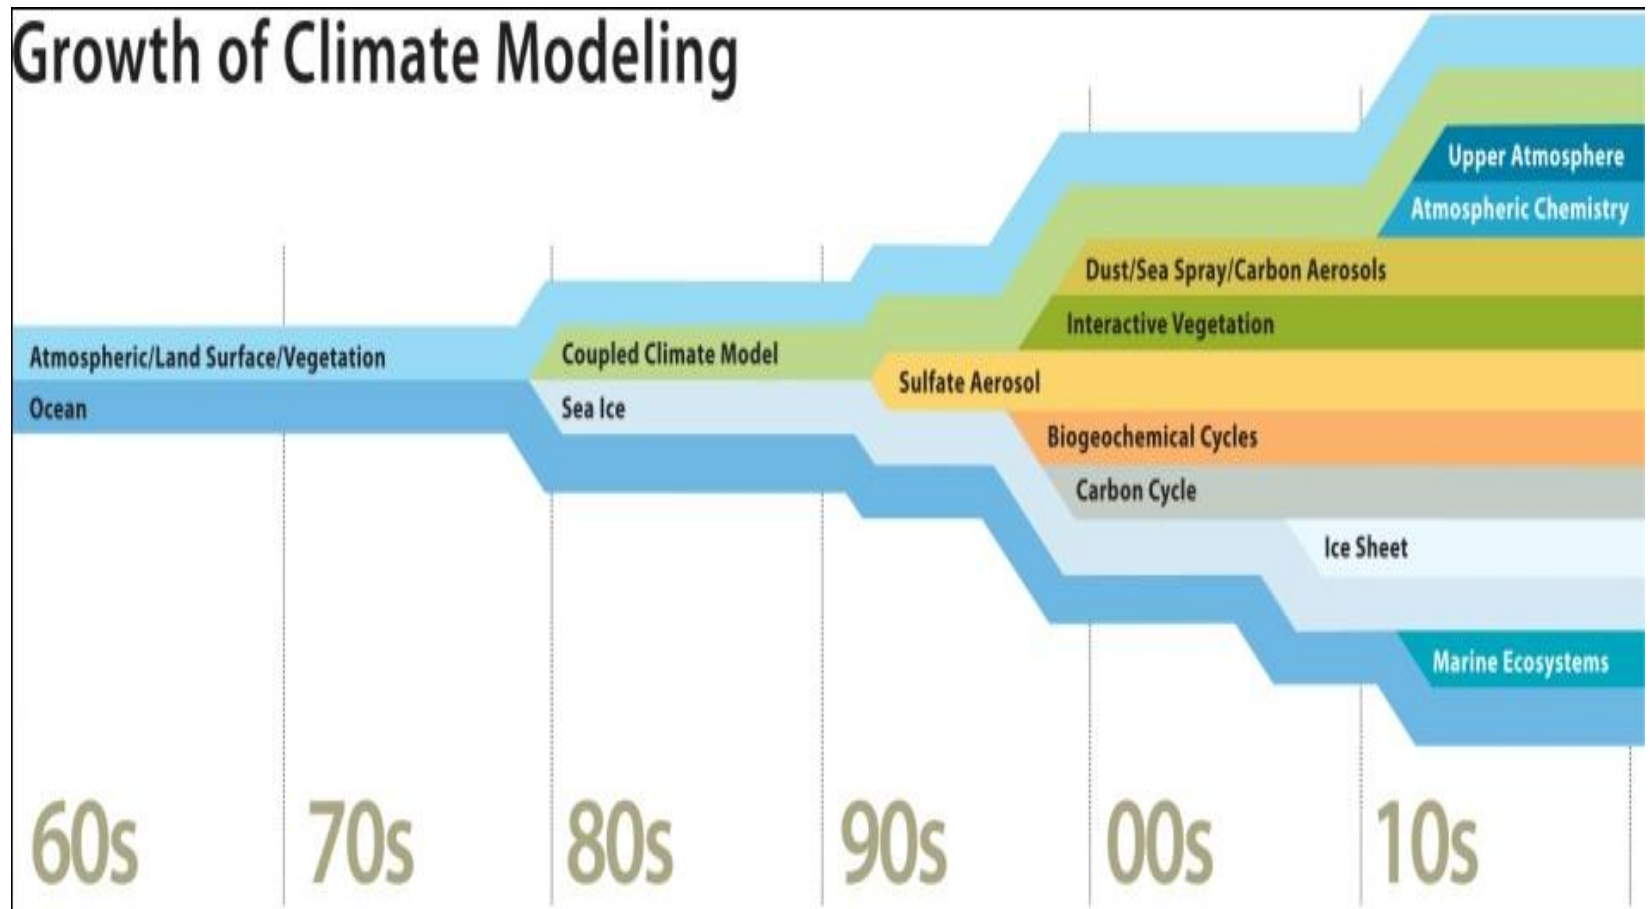 Growth of Climate Modeling
Upper Atmosphere
Atmospheric Chemistry
Dust/Sea Spray/Carbon Aerosols
Interactive Vegetation
Atmospheric/Land Surface/Vegetation
Coupled Climate Model
Sulfate Aerosol
Ocean
Sea Ice
Biogeochemical Cycles
Carbon Cycle
Ice Sheet
Marine Ecosystems
60s
70s
80s
90s
00s
10s